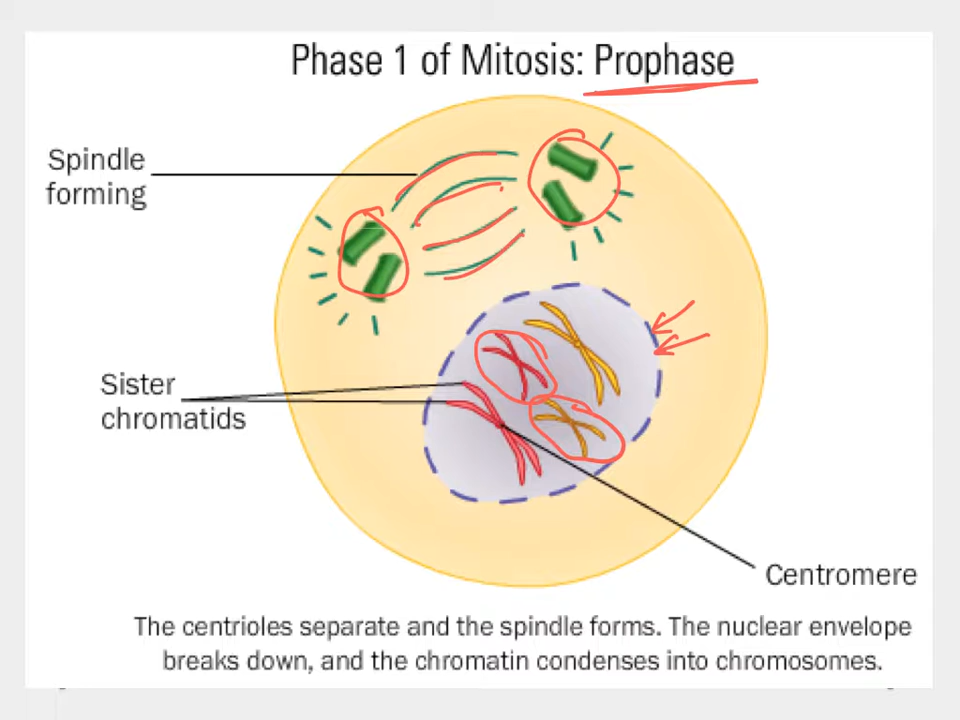 Phase 1 of Mitosis: Prophase
Spindle
forming
Sister
chromatids
Centromere
The centrioles separate and the spindle forms. The nuclear envelope
breaks down, and the chromatin condenses into chromosomes.